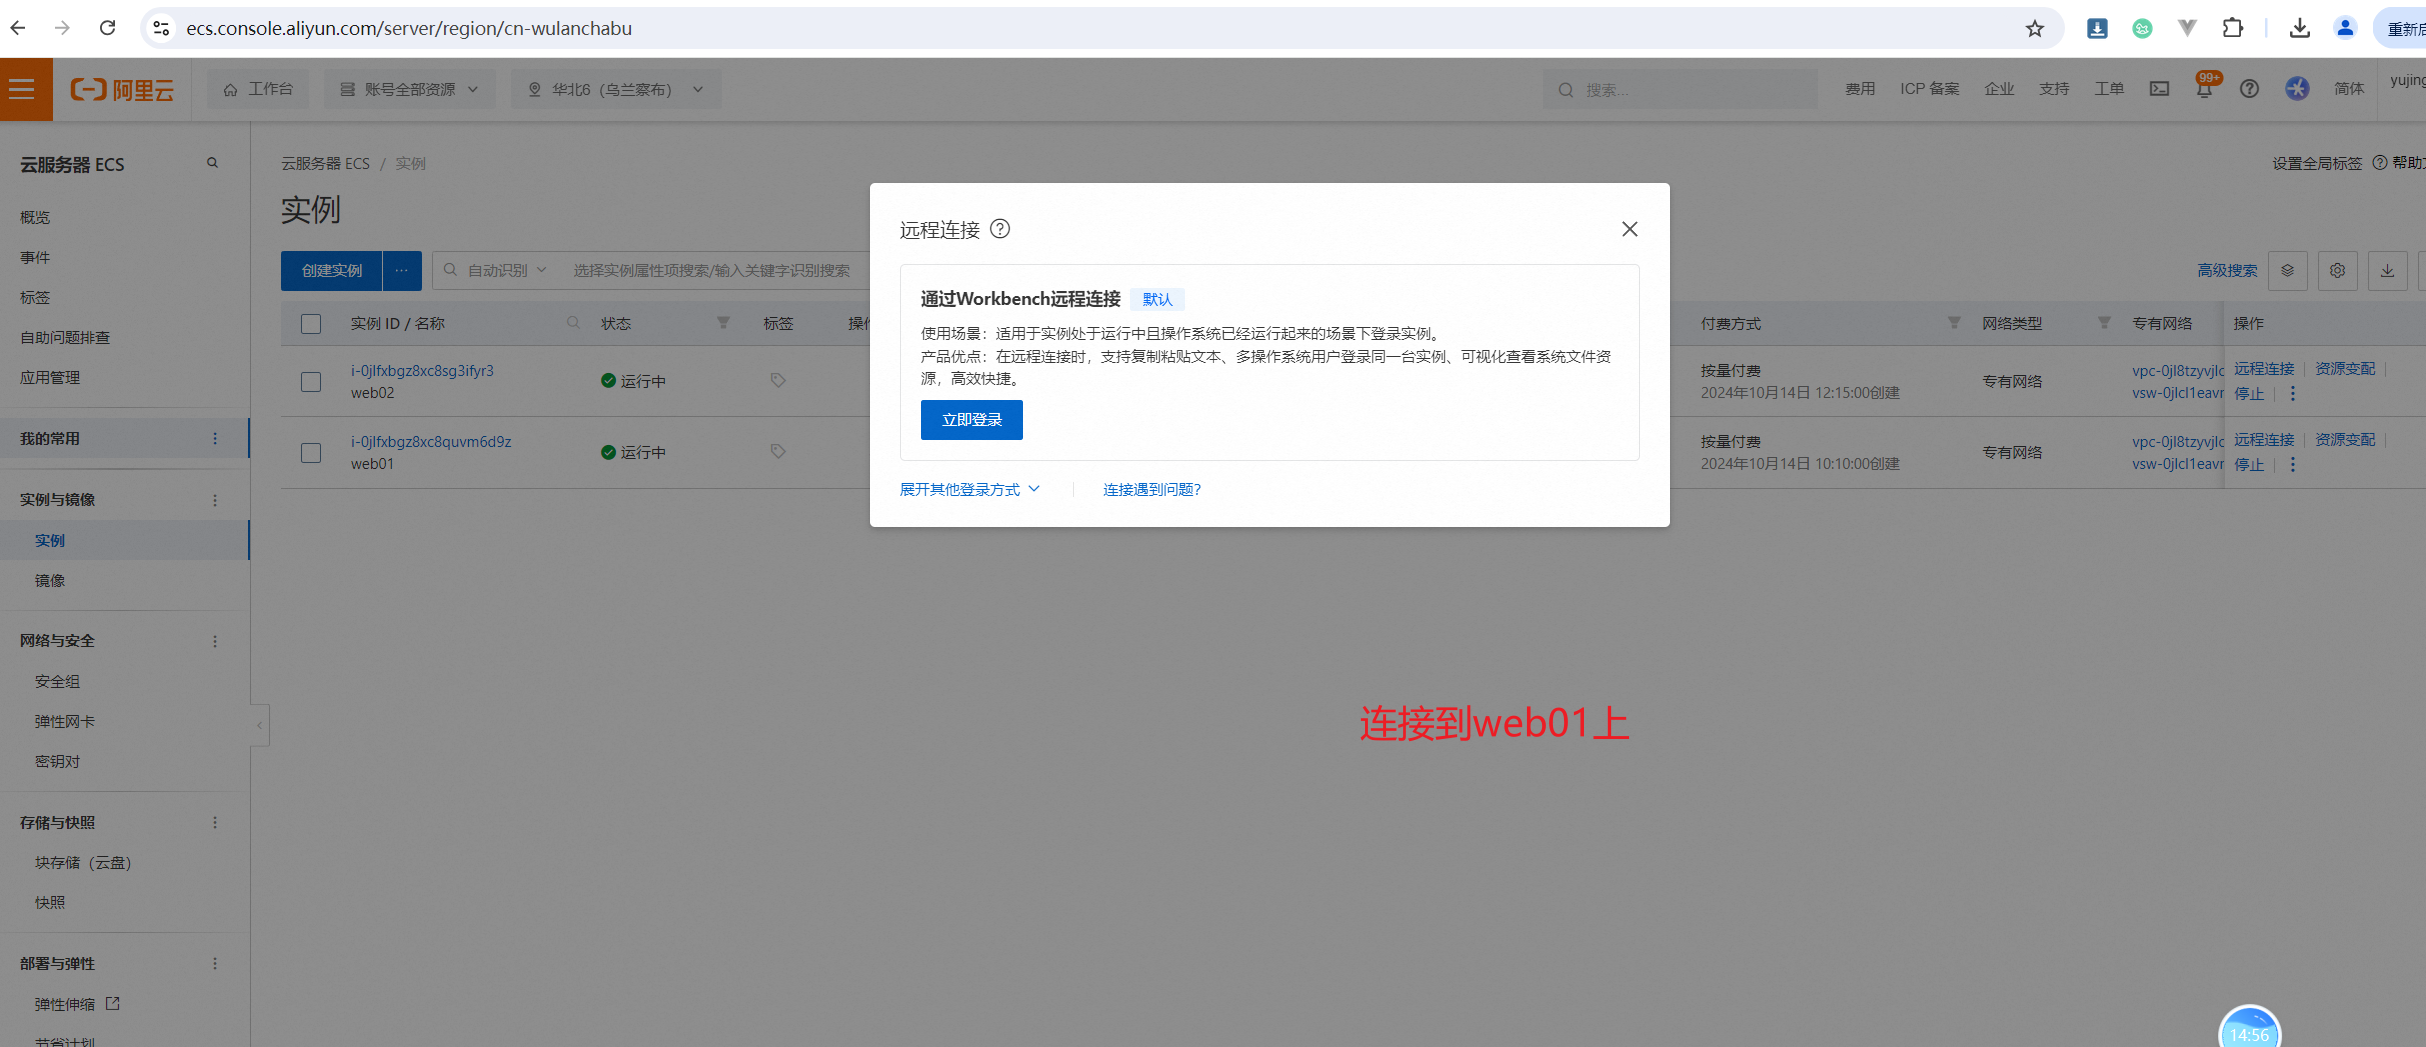 ecs.console.aliyun.com/server/region/cn-wulanchabu
重新启
阿里云
工作台
账号全部资源
华北6（乌兰察布）
搜索...
费用
ICP 备案
企业
支持
工单
99+
简体
yujing
云服务器 ECS
概览
事件
标签
自助问题排查
应用管理
我的常用
实例与镜像
实例
镜像
网络与安全
安全组
弹性网卡
密钥对
存储与快照
块存储（云盘）
快照
部署与弹性
弹性伸缩
节省计划
云服务器 ECS / 实例
设置全局标签 帮助文
实例
创建实例 ...
自动识别
选择实例属性项搜索/输入关键字识别搜索
高级搜索
实例 ID / 名称 状态 标签 操作 付费方式 网络类型 专有网络 操作
i-0jlfxbgz8xc8sg3ifyr3
web02
运行中
按量付费
2024年10月14日 12:15:00创建
专有网络
vpc-0jl8tzyvjlc
vsw-0jlcl1eavr
远程连接 资源变配
停止
i-0jlfxbgz8xc8quvm6d9z
web01
运行中
按量付费
2024年10月14日 10:10:00创建
专有网络
vpc-0jl8tzyvjlc
vsw-0jlcl1eavr
远程连接 资源变配
停止
远程连接
通过Workbench远程连接 默认
使用场景：适用于实例处于运行中且操作系统已经运行起来的场景下登录实例。
产品优点：在远程连接时，支持复制粘贴文本、多操作系统用户登录同一台实例、可视化查看系统文件资
源，高效快捷。
立即登录
展开其他登录方式
连接遇到问题？
连接到web01上
14:56